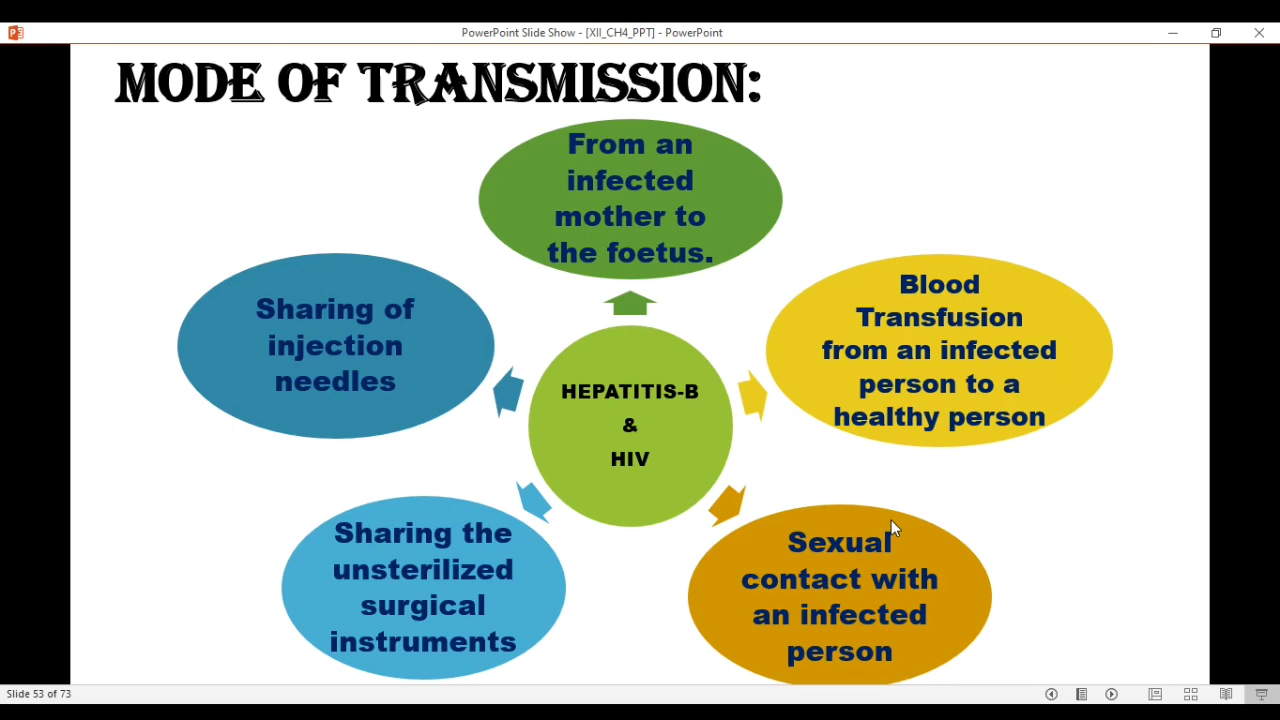 PowerPoint Slide Show - [XII_CH4_PPT] - PowerPoint
MODE OF TRANSMISSION:
From an
infected
mother to
the foetus.
Blood
Transfusion
from an infected
person to a
healthy person
Sexual
contact with
an infected
person
Sharing the
unsterilized
surgical
instruments
Sharing of
injection
needles
HEPATITIS-B
&
HIV
Slide 53 of 73